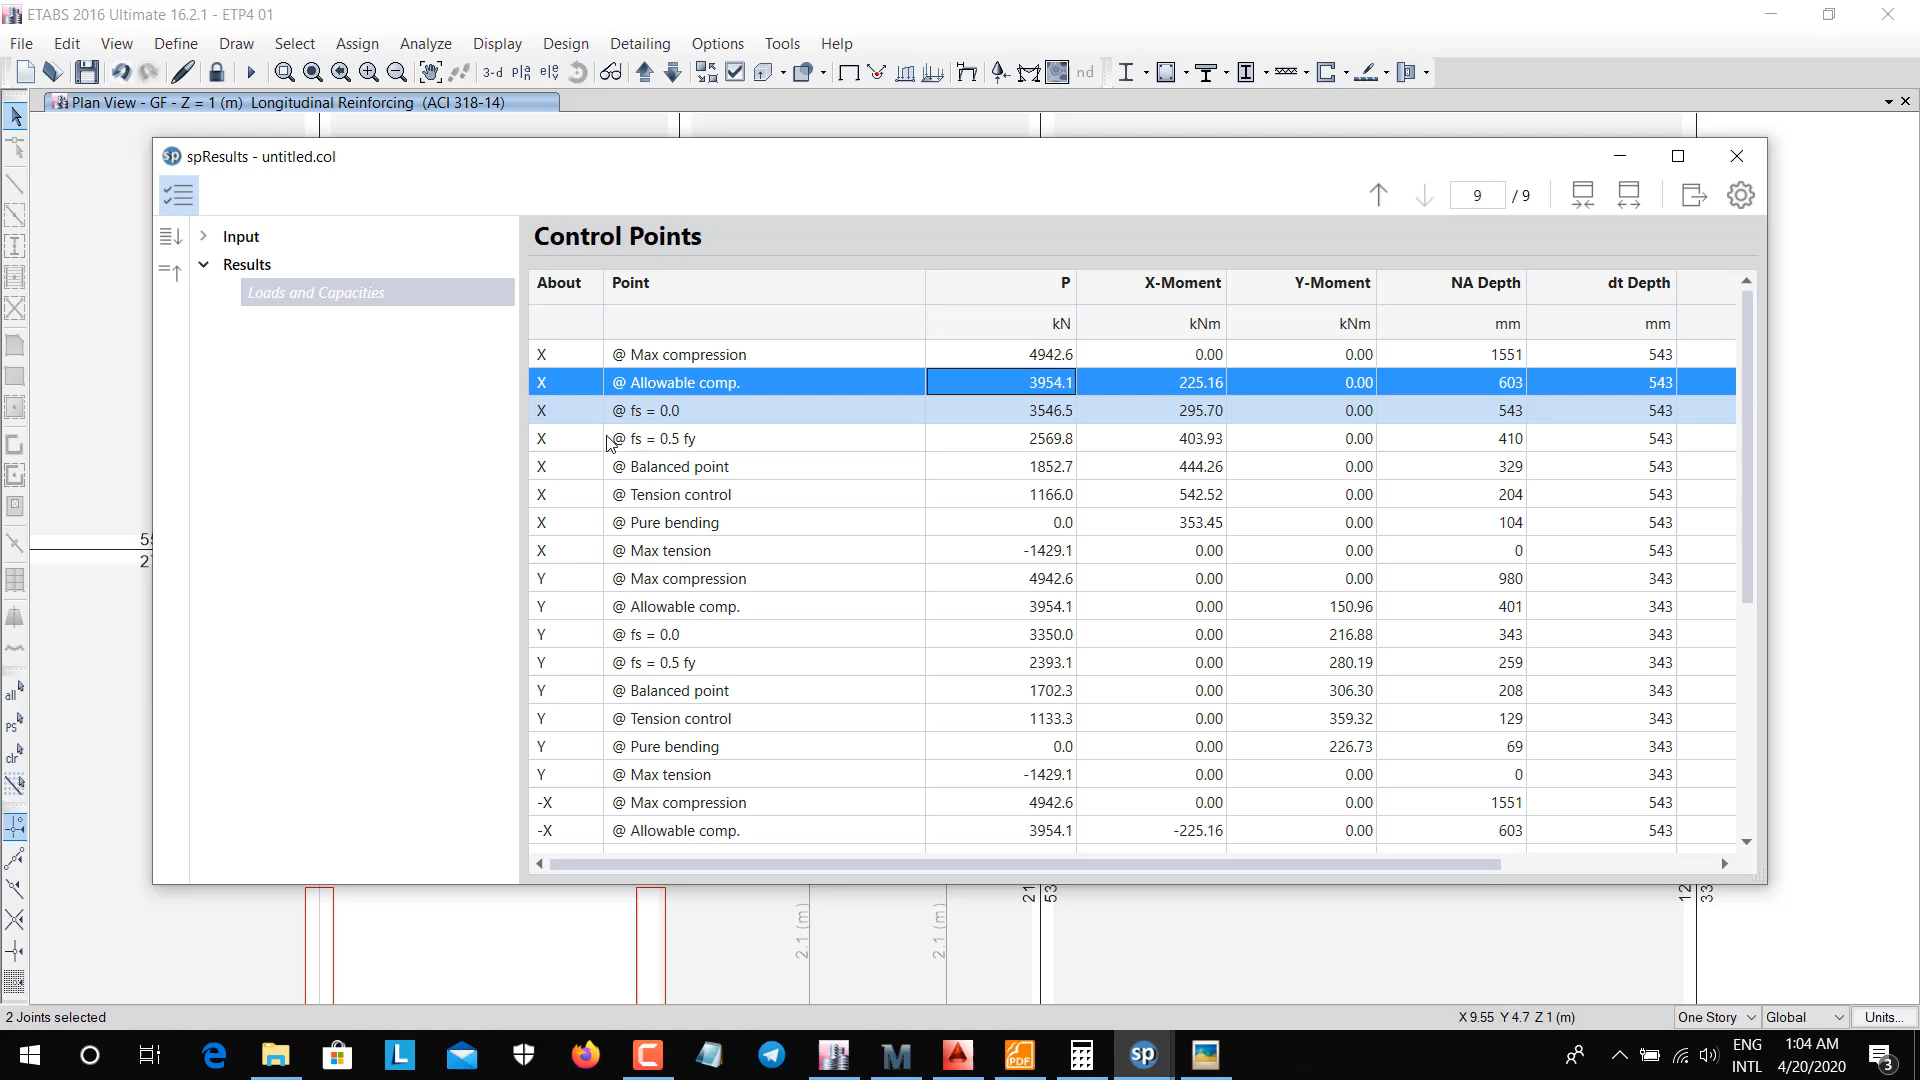 ETABS 2016 Ultimate 16.2.1 - ETP4 01
File Edit View Define Draw Select Assign Analyze Display Design Detailing Options Tools Help
3-d nd
Plan View - GF - Z = 1 (m) Longitudinal Reinforcing (ACI 318-14)
sp spResults - untitled.col
9 / 9
Input
Results
Loads and Capacities
Control Points
About Point P X-Moment Y-Moment NA Depth dt Depth
kN kNm kNm mm mm
X @ Max compression 4942.6 0.00 0.00 1551 543
X @ Allowable comp. 3954.1 225.16 0.00 603 543
X @ fs = 0.0 3546.5 295.70 0.00 543 543
X @ fs = 0.5 fy 2569.8 403.93 0.00 410 543
X @ Balanced point 1852.7 444.26 0.00 329 543
X @ Tension control 1166.0 542.52 0.00 204 543
X @ Pure bending 0.0 353.45 0.00 104 543
X @ Max tension -1429.1 0.00 0.00 0 543
Y @ Max compression 4942.6 0.00 0.00 980 343
Y @ Allowable comp. 3954.1 0.00 150.96 401 343
Y @ fs = 0.0 3350.0 0.00 216.88 343 343
Y @ fs = 0.5 fy 2393.1 0.00 280.19 259 343
Y @ Balanced point 1702.3 0.00 306.30 208 343
Y @ Tension control 1133.3 0.00 359.32 129 343
Y @ Pure bending 0.0 0.00 226.73 69 343
Y @ Max tension -1429.1 0.00 0.00 0 343
-X @ Max compression 4942.6 0.00 0.00 1551 543
-X @ Allowable comp. 3954.1 -225.16 0.00 603 543
all
PS
clr
2.1 (m)
2.1 (m)
21
53
12
33
2 Joints selected
X 9.55 Y 4.7 Z 1 (m)
One Story Global Units...
L PDF sp
ENG
INTL
1:04 AM
4/20/2020
3